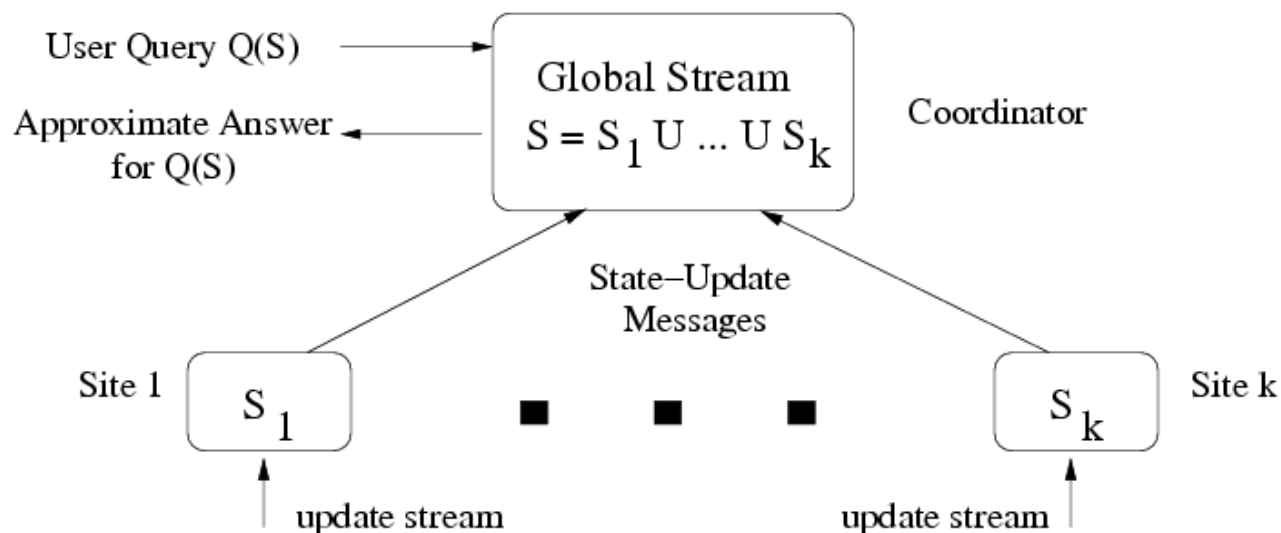 User Query Q(S)
Approximate Answer
for Q(S)
Global Stream
S = S1 U ... U Sk
Coordinator
State–Update
Messages
Site 1
S1
Sk
Site k
update stream
update stream